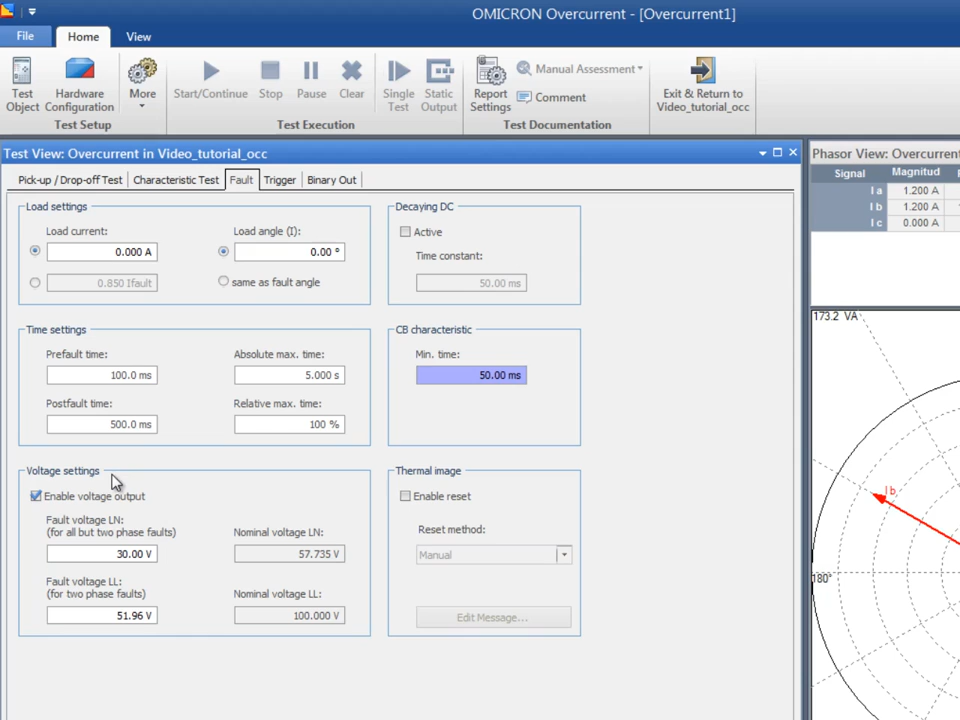 OMICRON Overcurrent - [Overcurrent1]
File
Home
View
Test Object
Hardware Configuration
More
Test Setup
Start/Continue
Stop
Pause
Clear
Single Test
Static Output
Test Execution
Report Settings
Manual Assessment
Comment
Test Documentation
Exit & Return to Video_tutorial_occ
Test View: Overcurrent in Video_tutorial_occ
Pick-up / Drop-off Test
Characteristic Test
Fault
Trigger
Binary Out
Load settings
Load current:
0.000 A
0.850 Ifault
Load angle (I):
0.00 °
same as fault angle
Decaying DC
Active
Time constant:
50.00 ms
Time settings
Prefault time:
100.0 ms
Absolute max. time:
5.000 s
Postfault time:
500.0 ms
Relative max. time:
100 %
CB characteristic
Min. time:
50.00 ms
Voltage settings
Enable voltage output
Fault voltage LN:
(for all but two phase faults)
30.00 V
Nominal voltage LN:
57.735 V
Fault voltage LL:
(for two phase faults)
51.96 V
Nominal voltage LL:
100.000 V
Thermal image
Enable reset
Reset method:
Manual
Edit Message...
Phasor View: Overcurrent
Signal
Magnitud
I a
1.200 A
I b
1.200 A
I c
0.000 A
173.2 VA
I b
180°